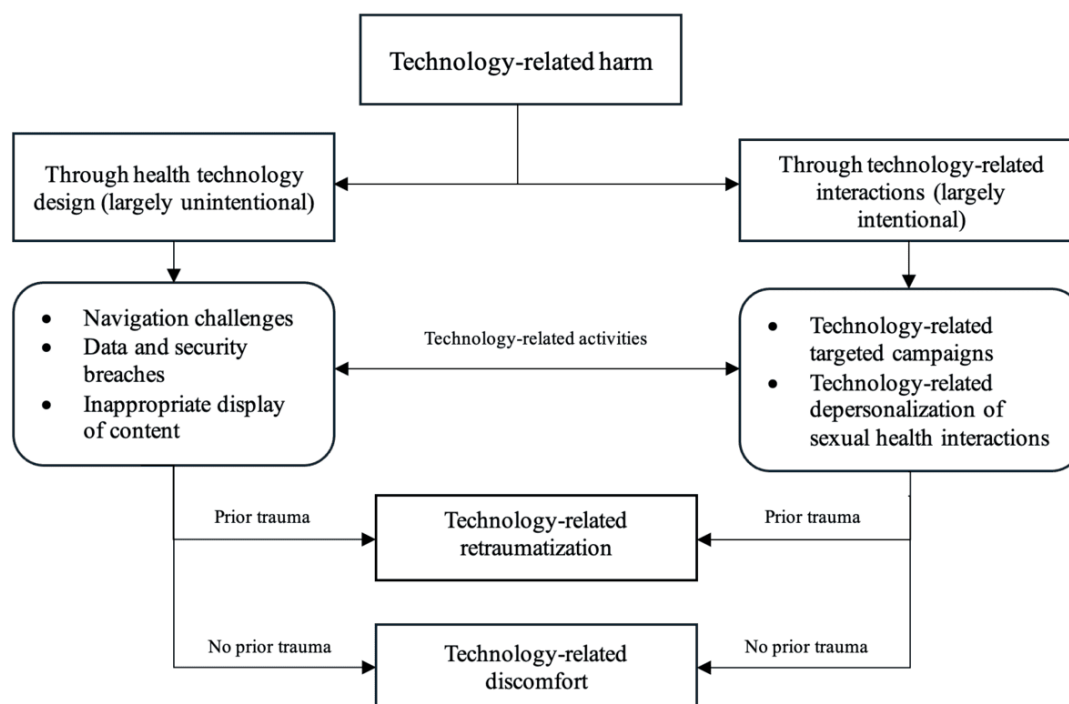 Technology-related harm
Through health technology
design (largely unintentional)
Through technology-related
interactions (largely
intentional)
• Navigation challenges
• Data and security
breaches
• Inappropriate display
of content
Technology-related activities
• Technology-related
targeted campaigns
• Technology-related
depersonalization of
sexual health interactions
Prior trauma
Technology-related
retraumatization
Prior trauma
No prior trauma
Technology-related
discomfort
No prior trauma